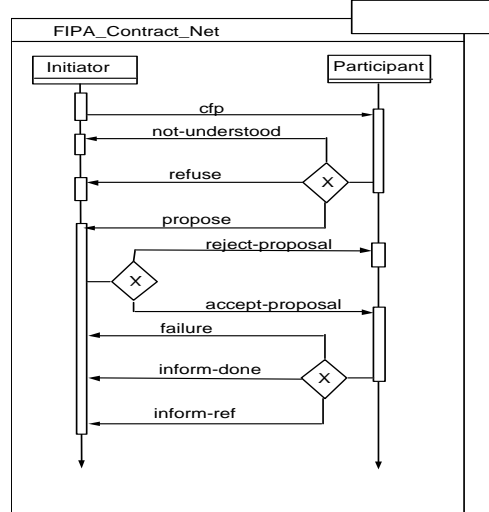 FIPA_Contract_Net
Initiator
Participant
cfp
not-understood
refuse
X
propose
reject-proposal
X
accept-proposal
failure
inform-done
X
inform-ref